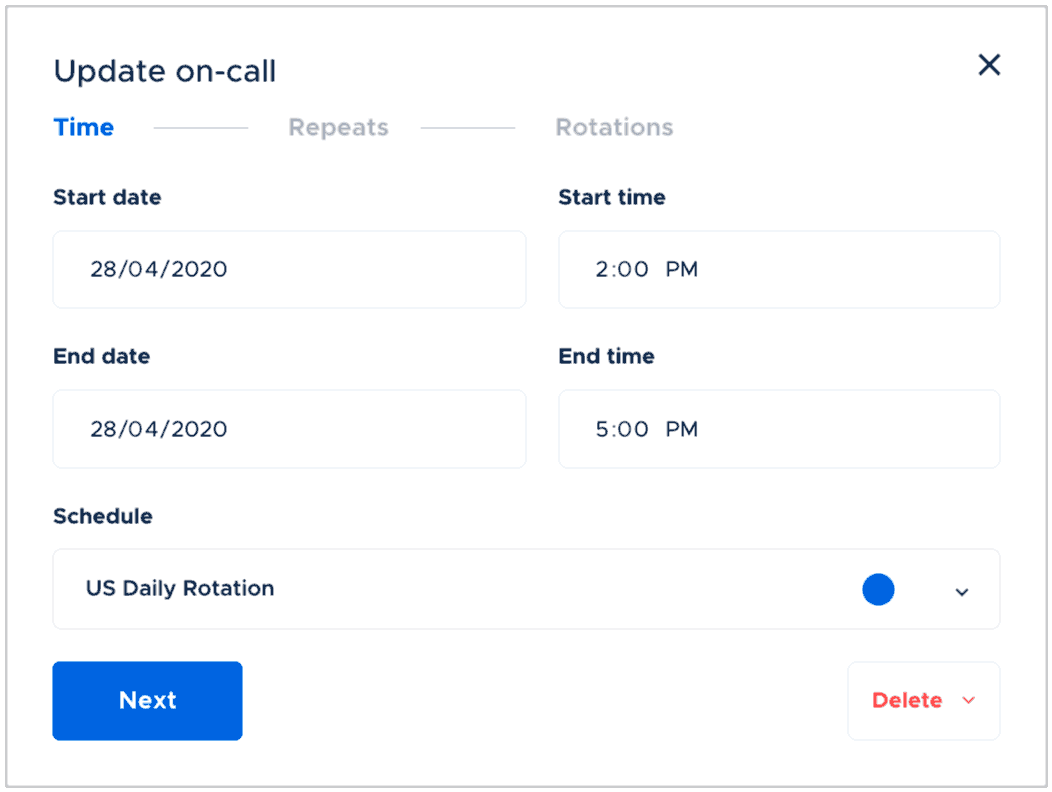 Update on-call
Time Repeats Rotations
Start date Start time
28/04/2020 2:00 PM
End date End time
28/04/2020 5:00 PM
Schedule
US Daily Rotation
Next Delete